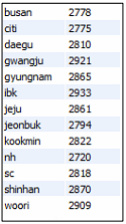 busan 2778
citi 2775
daegu 2810
gwangju 2921
gyungnam 2865
ibk 2933
jeju 2861
jeonbuk 2794
kookmin 2822
nh 2720
sc 2818
shinhan 2870
woori 2909